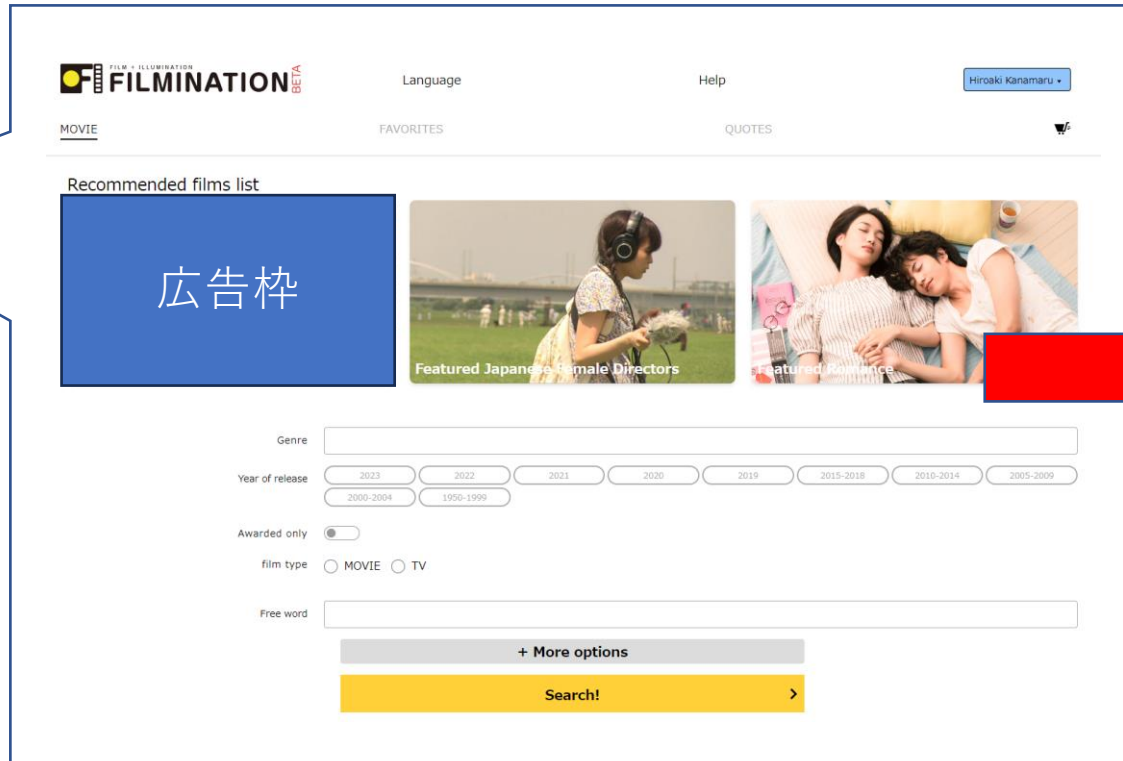 FILM + ILLUMINATION
FILMINATION BETA
Language
Help
Hiroaki Kanamaru
MOVIE
FAVORITES
QUOTES
Recommended films list
広告枠
Featured Japanese Female Directors
Featured Romance
Genre
Year of release
2023 2022 2021 2020 2019 2015-2018 2010-2014 2005-2009
2000-2004 1950-1999
Awarded only
film type
MOVIE TV
Free word
+ More options
Search!